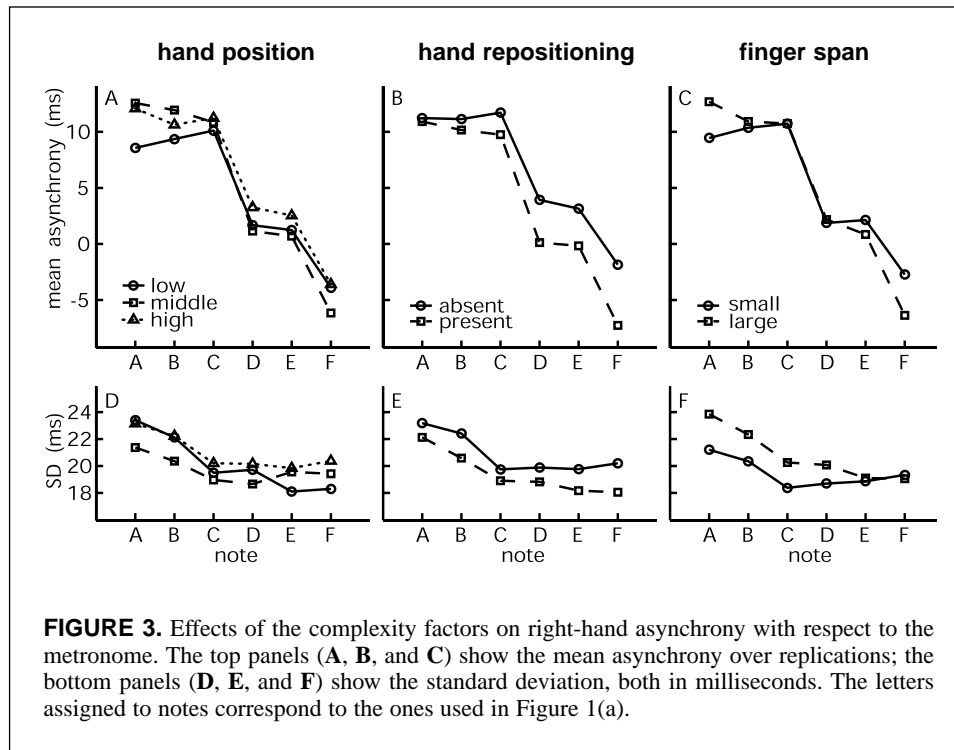 hand position hand repositioning finger span
A B C
mean asynchrony (ms)
10
5
0
-5
low
middle
high
absent
present
small
large
A B C D E F A B C D E F A B C D E F
D E F
SD (ms)
24
22
20
18
A B C D E F A B C D E F A B C D E F
note note note
FIGURE 3. Effects of the complexity factors on right-hand asynchrony with respect to the
metronome. The top panels (A, B, and C) show the mean asynchrony over replications; the
bottom panels (D, E, and F) show the standard deviation, both in milliseconds. The letters
assigned to notes correspond to the ones used in Figure 1(a).